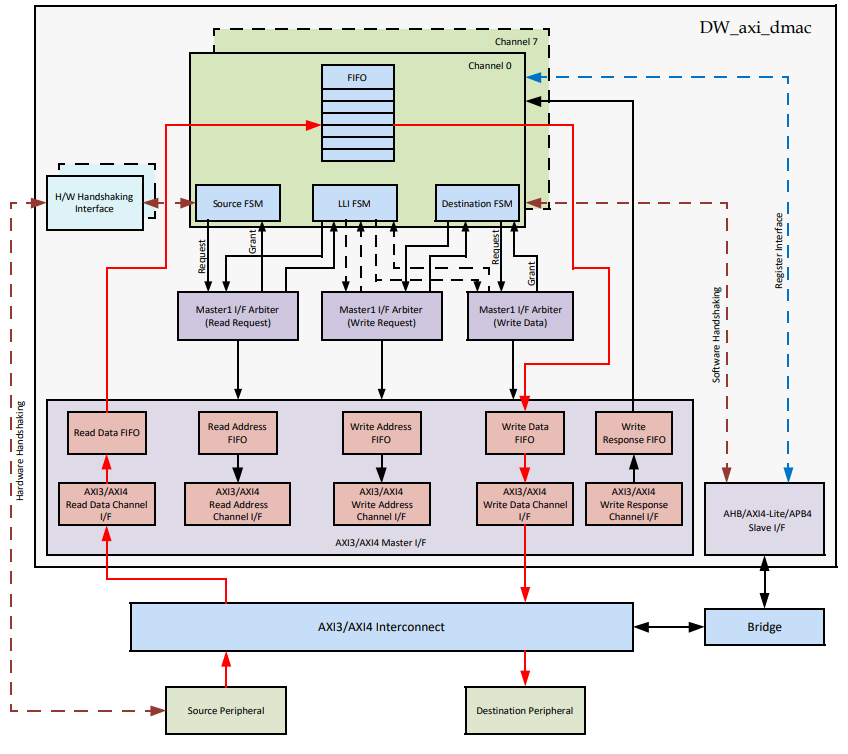 DW_axi_dmac
Channel 7
Channel 0
FIFO
H/W Handshaking
Interface
Source FSM
LLI FSM
Destination FSM
Request
Grant
Request
Grant
Register Interface
Master1 I/F Arbiter
(Read Request)
Master1 I/F Arbiter
(Write Request)
Master1 I/F Arbiter
(Write Data)
Software Handshaking
Hardware Handshaking
Read Data FIFO
Read Address
FIFO
Write Address
FIFO
Write Data
FIFO
Write
Response FIFO
AXI3/AXI4
Read Data Channel
I/F
AXI3/AXI4
Read Address
Channel I/F
AXI3/AXI4
Write Address
Channel I/F
AXI3/AXI4
Write Data Channel
I/F
AXI3/AXI4
Write Response
Channel I/F
AXI3/AXI4 Master I/F
AHB/AXI4-Lite/APB4
Slave I/F
AXI3/AXI4 Interconnect
Bridge
Source Peripheral
Destination Peripheral